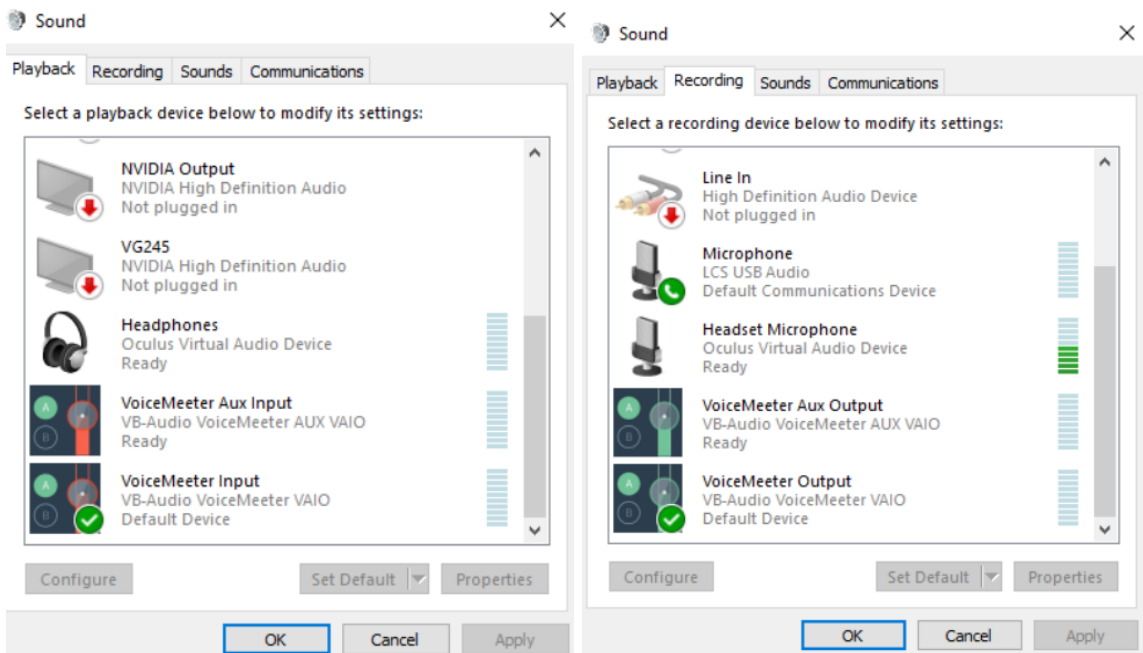 Sound
Playback Recording Sounds Communications
Select a playback device below to modify its settings:
NVIDIA Output
NVIDIA High Definition Audio
Not plugged in
VG245
NVIDIA High Definition Audio
Not plugged in
Headphones
Oculus Virtual Audio Device
Ready
VoiceMeeter Aux Input
VB-Audio VoiceMeeter AUX VAIO
Ready
VoiceMeeter Input
VB-Audio VoiceMeeter VAIO
Default Device
Configure Set Default Properties
OK Cancel Apply
Sound
Playback Recording Sounds Communications
Select a recording device below to modify its settings:
Line In
High Definition Audio Device
Not plugged in
Microphone
LCS USB Audio
Default Communications Device
Headset Microphone
Oculus Virtual Audio Device
Ready
VoiceMeeter Aux Output
VB-Audio VoiceMeeter AUX VAIO
Ready
VoiceMeeter Output
VB-Audio VoiceMeeter VAIO
Default Device
Configure Set Default Properties
OK Cancel Apply